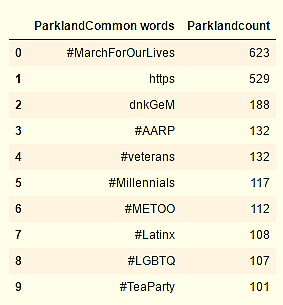 ParklandCommon words Parklandcount
0 #MarchForOurLives 623
1 https 529
2 dnkGeM 188
3 #AARP 132
4 #veterans 132
5 #Millennials 117
6 #METOO 112
7 #Latinx 108
8 #LGBTQ 107
9 #TeaParty 101